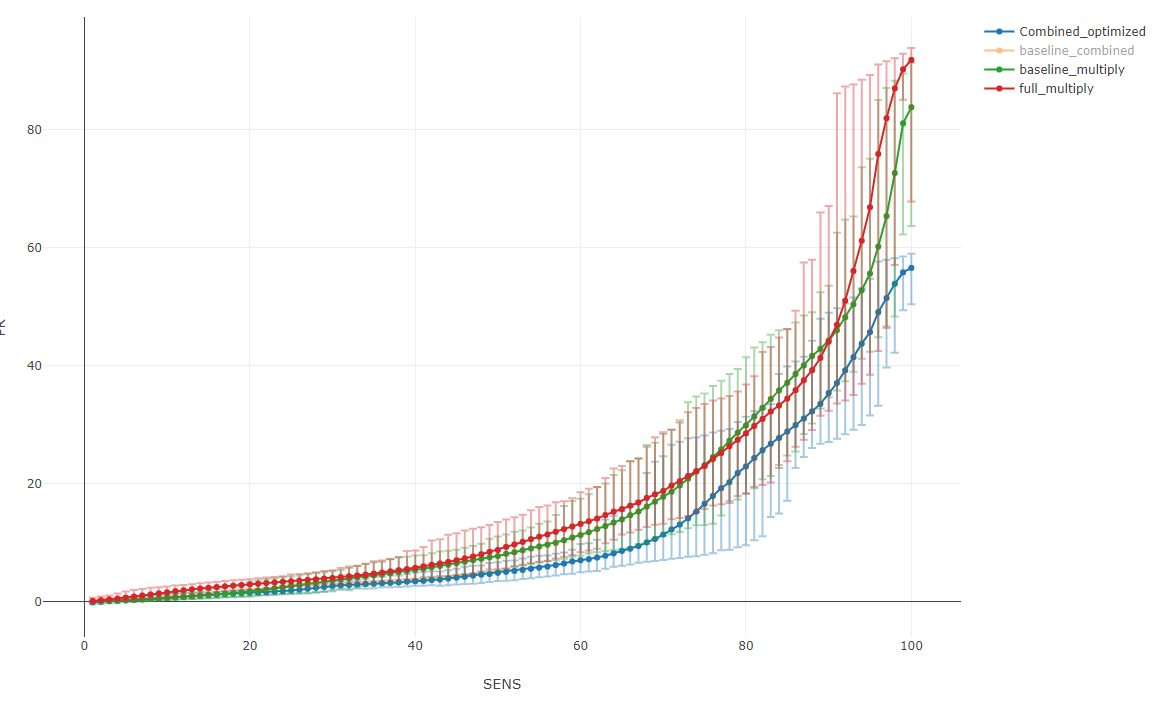 Combined_optimized
baseline_combined
baseline_multiply
full_multiply
80
60
40
20
0
0 20 40 60 80 100
SENS